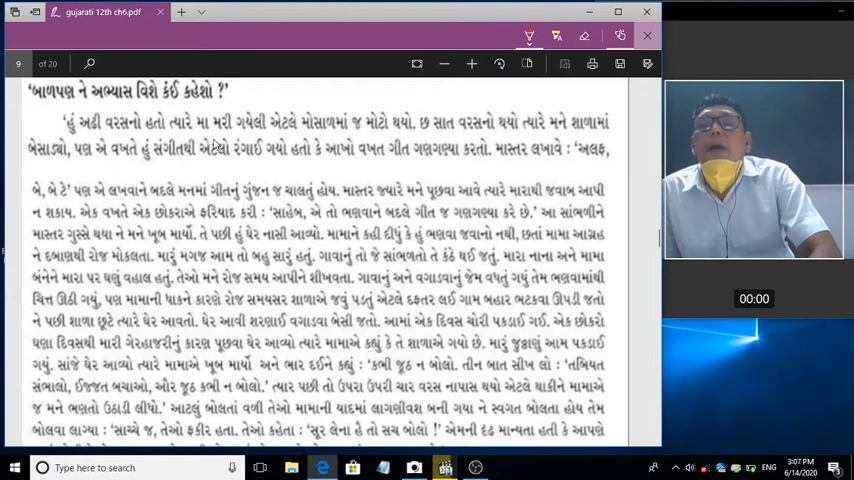 gujarati 12th ch6.pdf
9 of 20
'બાળપણ ને અભ્યાસ વિશે કંઈ કહેશો ?'
'હું અઢી વરસનો હતો ત્યારે મા મરી ગયેલી એટલે મોસાળમાં જ મોટો થયો. છ સાત વરસનો થયો ત્યારે મને શાળામાં
બેસાડ્યો, પણ એ વખતે હું સંગીતથી એટલો રંગાઈ ગયો હતો કે આખો વખત ગીત ગણગણ્યા કરતો. માસ્તર લખાવે : 'અલફ,
બે, બે ટે' પણ એ લખવાને બદલે મનમાં ગીતનું ગુંજન જ ચાલતું હોય. માસ્તર જ્યારે મને પૂછવા આવે ત્યારે મારાથી જવાબ આપી
ન શકાય. એક વખતે એક છોકરાએ ફરિયાદ કરી : 'સાહેબ, એ તો ભણવાને બદલે ગીત જ ગણગણ્યા કરે છે.' આ સાંભળીને
માસ્તર ગુસ્સે થયા ને મને ખૂબ માર્યો. તે પછી હું ઘેર નાસી આવ્યો. મામાને કહી દીધું કે હું ભણવા જવાનો નથી, છતાં મામા આગ્રહ
ને દબાણથી રોજ મોકલતા. મારું મગજ આમ તો બહુ સારું હતું. ગાવાનું તો જે સાંભળતો તે કંઠે થઈ જતું. મારા નાના અને મામા
બંનેને મારા પર ઘણું વહાલ હતું. તેઓ મને રોજ સમય આપીને શીખવતા. ગાવાનું અને વગાડવાનું જેમ વધતું ગયું તેમ ભણવામાંથી
ચિત્ત ઊઠી ગયું, પણ મામાની ધાકને કારણે રોજ સમયસર શાળાએ જવું પડતું એટલે દફતર લઈ ગામ બહાર ભટકવા ઊપડી જતો
ને પછી શાળા છૂટે ત્યારે ઘેર આવતો. ઘેર આવી શરણાઈ વગાડવા બેસી જતો. આમાં એક દિવસ ચોરી પકડાઈ ગઈ. એક છોકરો
ઘણા દિવસથી મારી ગેરહાજરીનું કારણ પૂછવા ઘેર આવ્યો ત્યારે મામાએ કહ્યું કે તે શાળાએ ગયો છે. મારું જુઠ્ઠાણું આમ પકડાઈ
ગયું. સાંજે ઘેર આવ્યો ત્યારે મામાએ ખૂબ માર્યો અને ભાર દઈને કહ્યું : 'કભી જૂઠ ન બોલો. તીન બાત સીખ લો : 'તબિયત
સંભાલો, ઈજ્જત બચાઓ, ઔર જૂઠ કભી ન બોલો.' ત્યાર પછી તો ઉપરા ઉપરી ચાર વરસ નાપાસ થયો એટલે થાકીને મામાએ
જ મને ભણતો ઉઠાડી લીધો.' આટલું બોલતાં વળી તેઓ મામાની યાદમાં લાગણીવશ બની ગયા ને સ્વગત બોલતા હોય તેમ
બોલવા લાગ્યા : 'સાચ્ચે જ, તેઓ ફકીર હતા. તેઓ કહેતા : 'સૂર લેના હૈ તો સચ બોલો !' એમની દૃઢ માન્યતા હતી કે આપણે
00:00
Type here to search
ENG
3:07 PM
6/14/2020